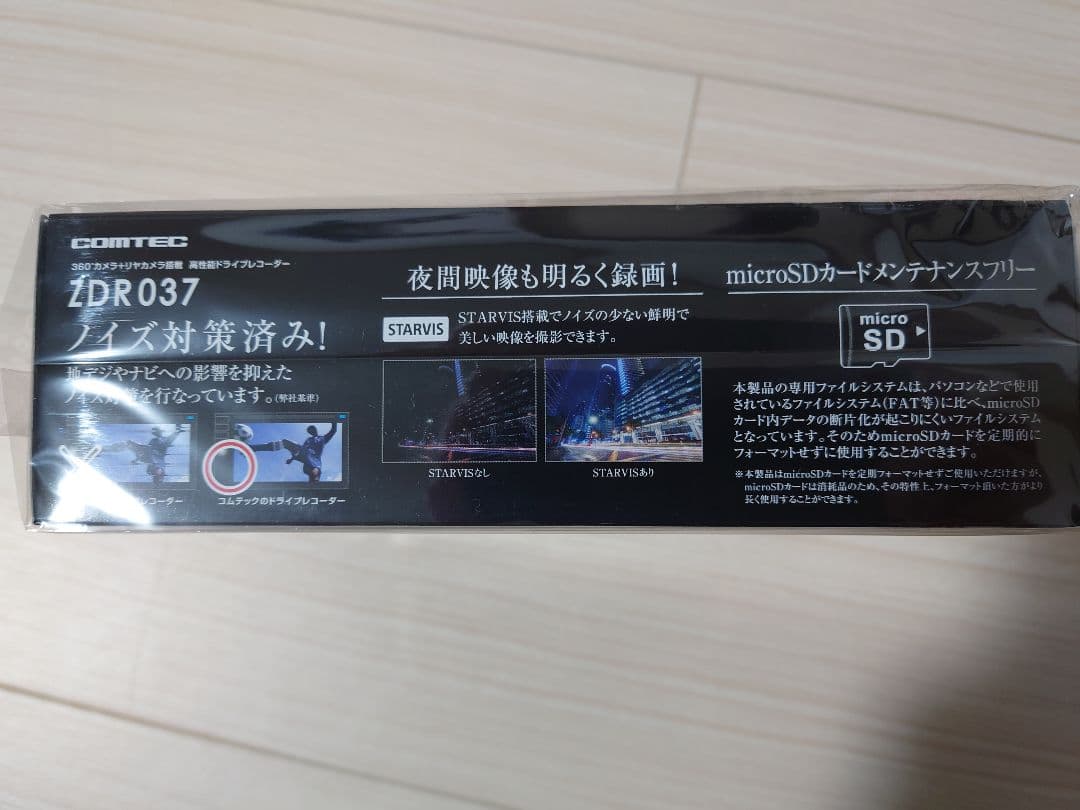 COMTEC
360°カメラ+リヤカメラ搭載 高性能ドライブレコーダー
ZDR037
ノイズ対策済み!
地デジやナビへの影響を抑えた
ノイズ対策を行なっています。(弊社基準)
コムテックのドライブレコーダー
夜間映像も明るく録画!
STARVIS
STARVIS搭載でノイズの少ない鮮明で
美しい映像を撮影できます。
STARVISなし
STARVISあり
microSDカードメンテナンスフリー
micro
SD
本製品の専用ファイルシステムは、パソコンなどで使用
されているファイルシステム(FAT等)に比べ、microSD
カード内データの断片化が起こりにくいファイルシステム
となっています。そのためmicroSDカードを定期的に
フォーマットせずに使用することができます。
※本製品はmicroSDカードを定期フォーマットせずご使用いただけますが、
microSDカードは消耗品のため、その特性上、フォーマット頂いた方がより
長く使用することができます。